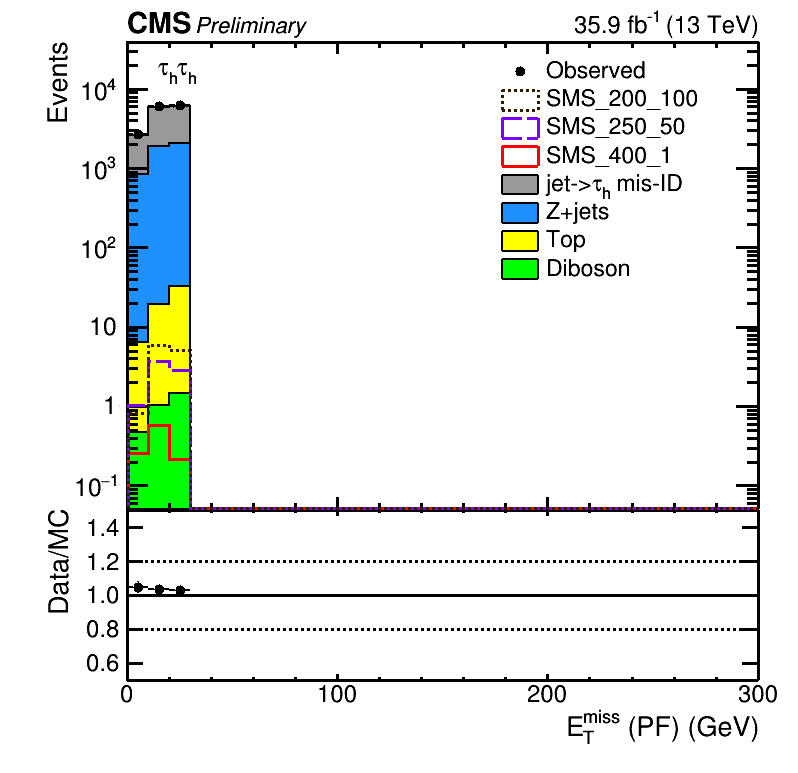 CMS Preliminary 35.9 fb⁻¹ (13 TeV)
τₕτₕ
Events
10⁴
10³
10²
10
1
10⁻¹
Observed
SMS_200_100
SMS_250_50
SMS_400_1
jet->τₕ mis-ID
Z+jets
Top
Diboson
Data/MC
1.4
1.2
1.0
0.8
0.6
0 100 200 300
E_T^miss (PF) (GeV)